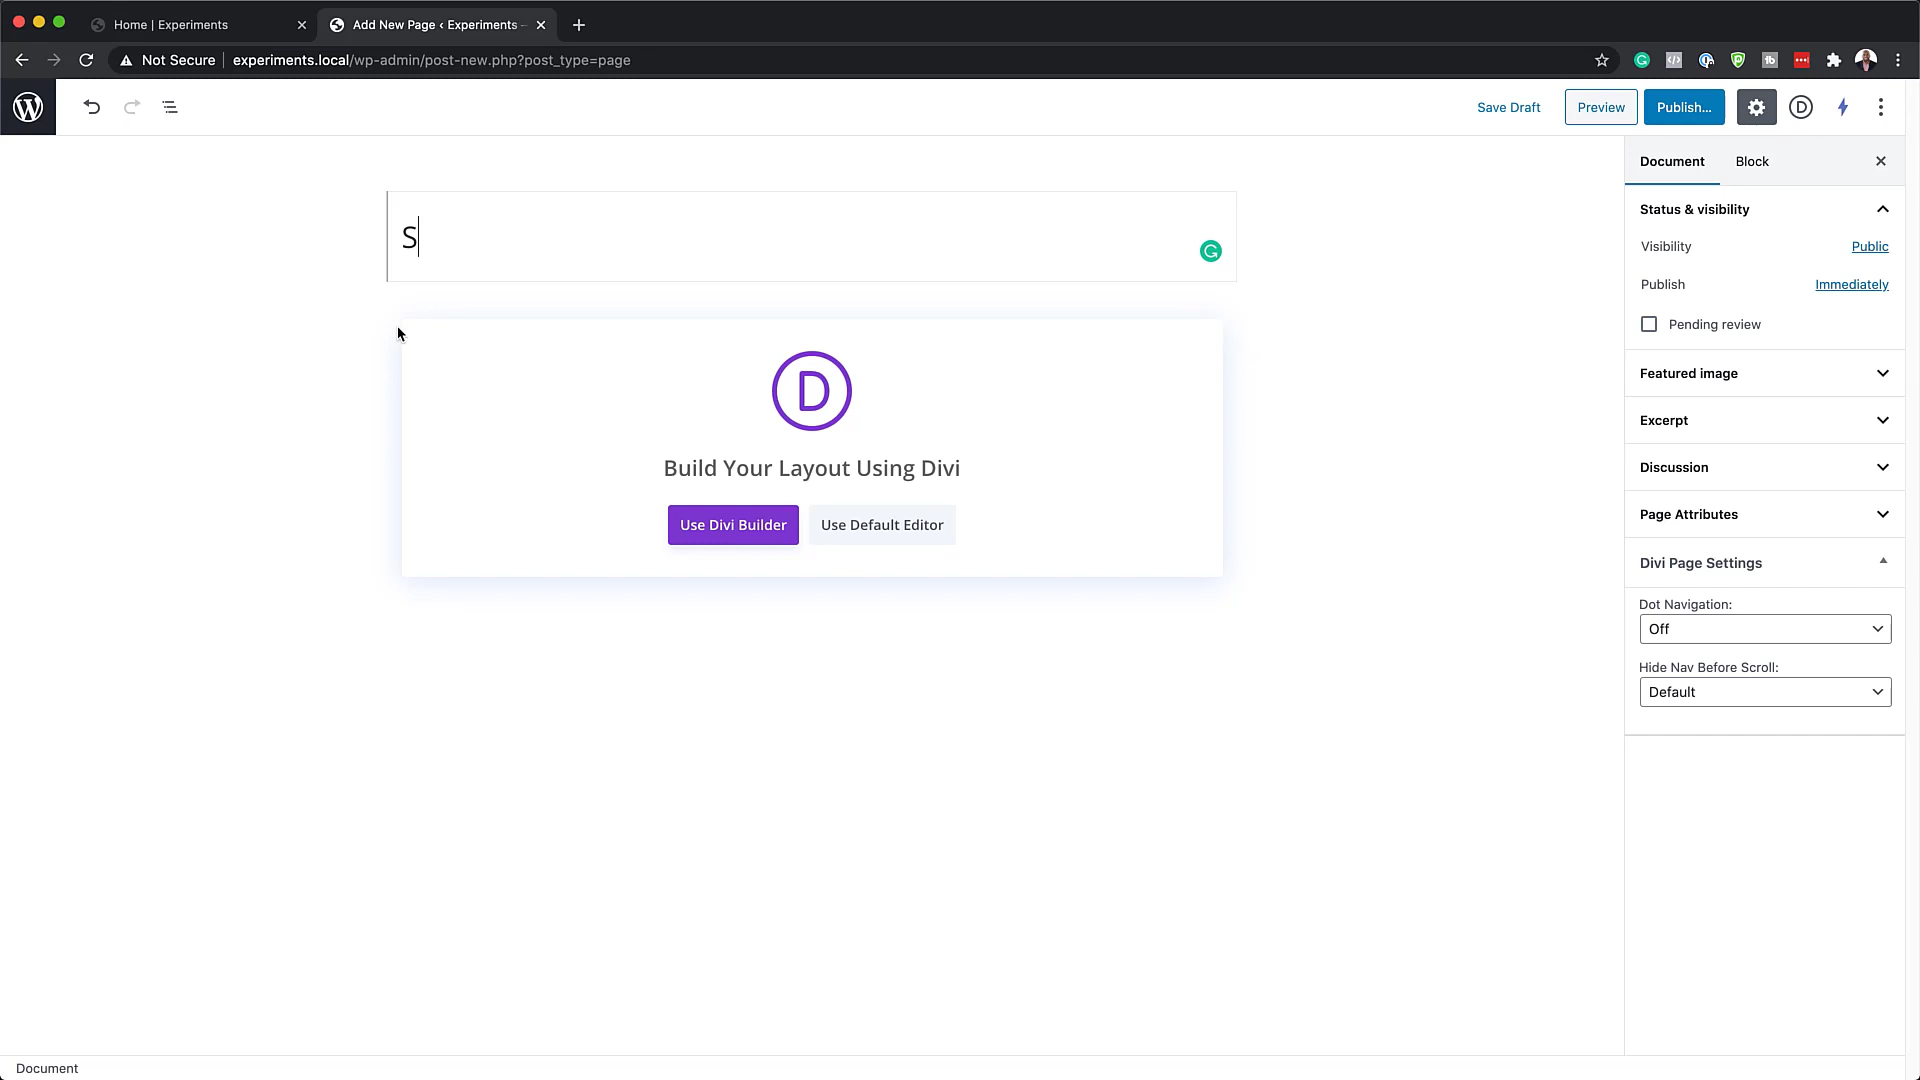 Home | Experiments
Add New Page ‹ Experiments –
Not Secure
experiments.local/wp-admin/post-new.php?post_type=page
Save Draft
Preview
Publish...
S
Build Your Layout Using Divi
Use Divi Builder
Use Default Editor
Document
Block
Status & visibility
Visibility
Public
Publish
Immediately
Pending review
Featured image
Excerpt
Discussion
Page Attributes
Divi Page Settings
Dot Navigation:
Off
Hide Nav Before Scroll:
Default
Document